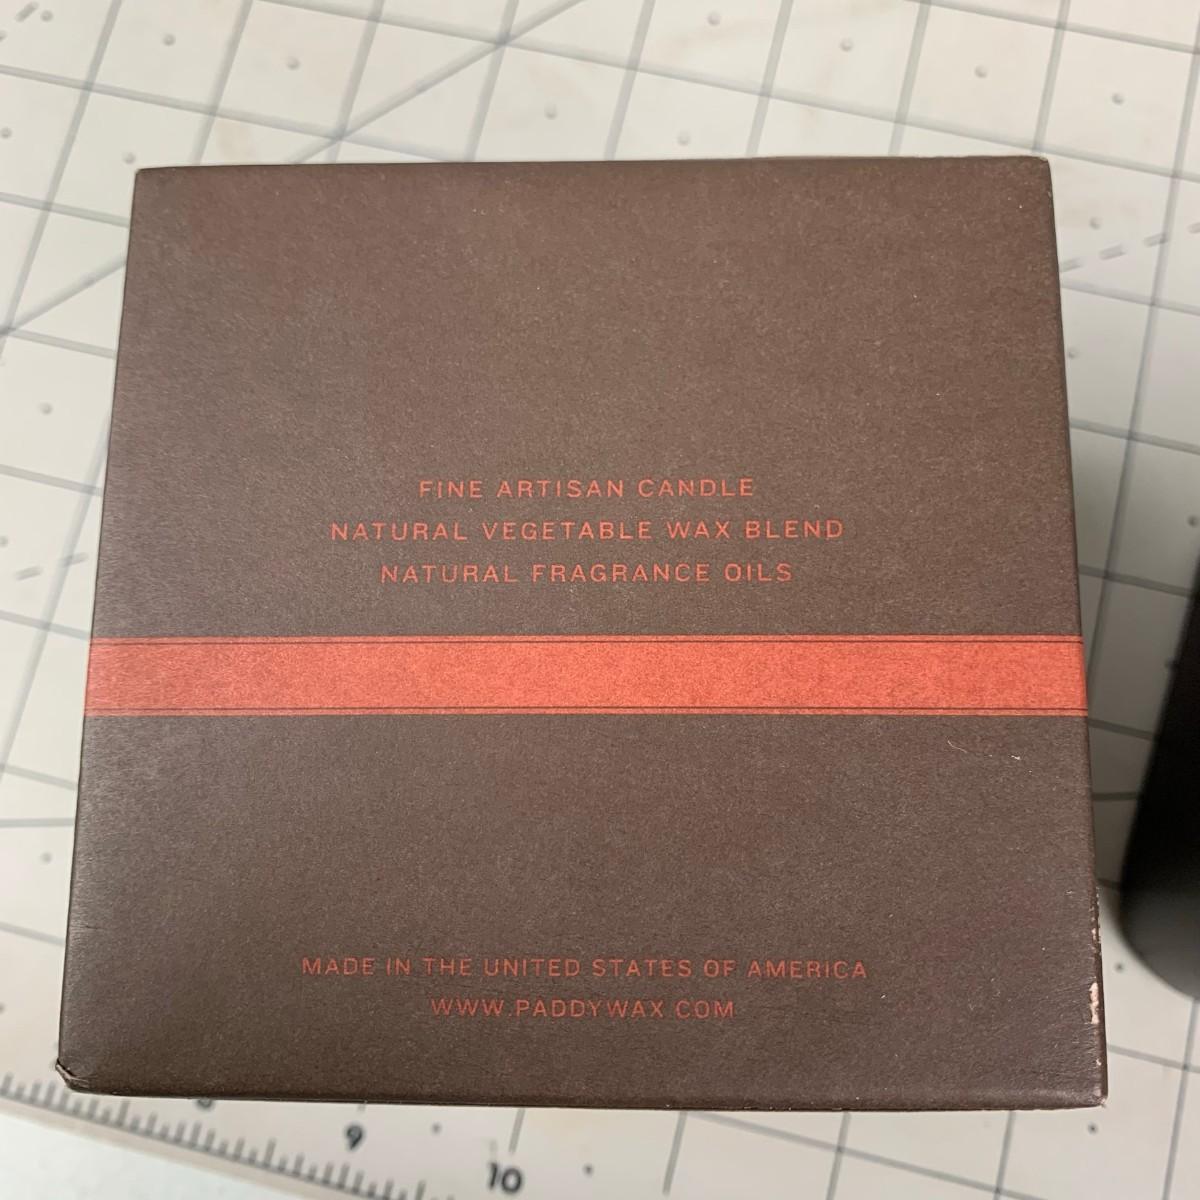 FINE ARTISAN CANDLE
NATURAL VEGETABLE WAX BLEND
NATURAL FRAGRANCE OILS
MADE IN THE UNITED STATES OF AMERICA
WWW.PADDYWAX.COM
9
10